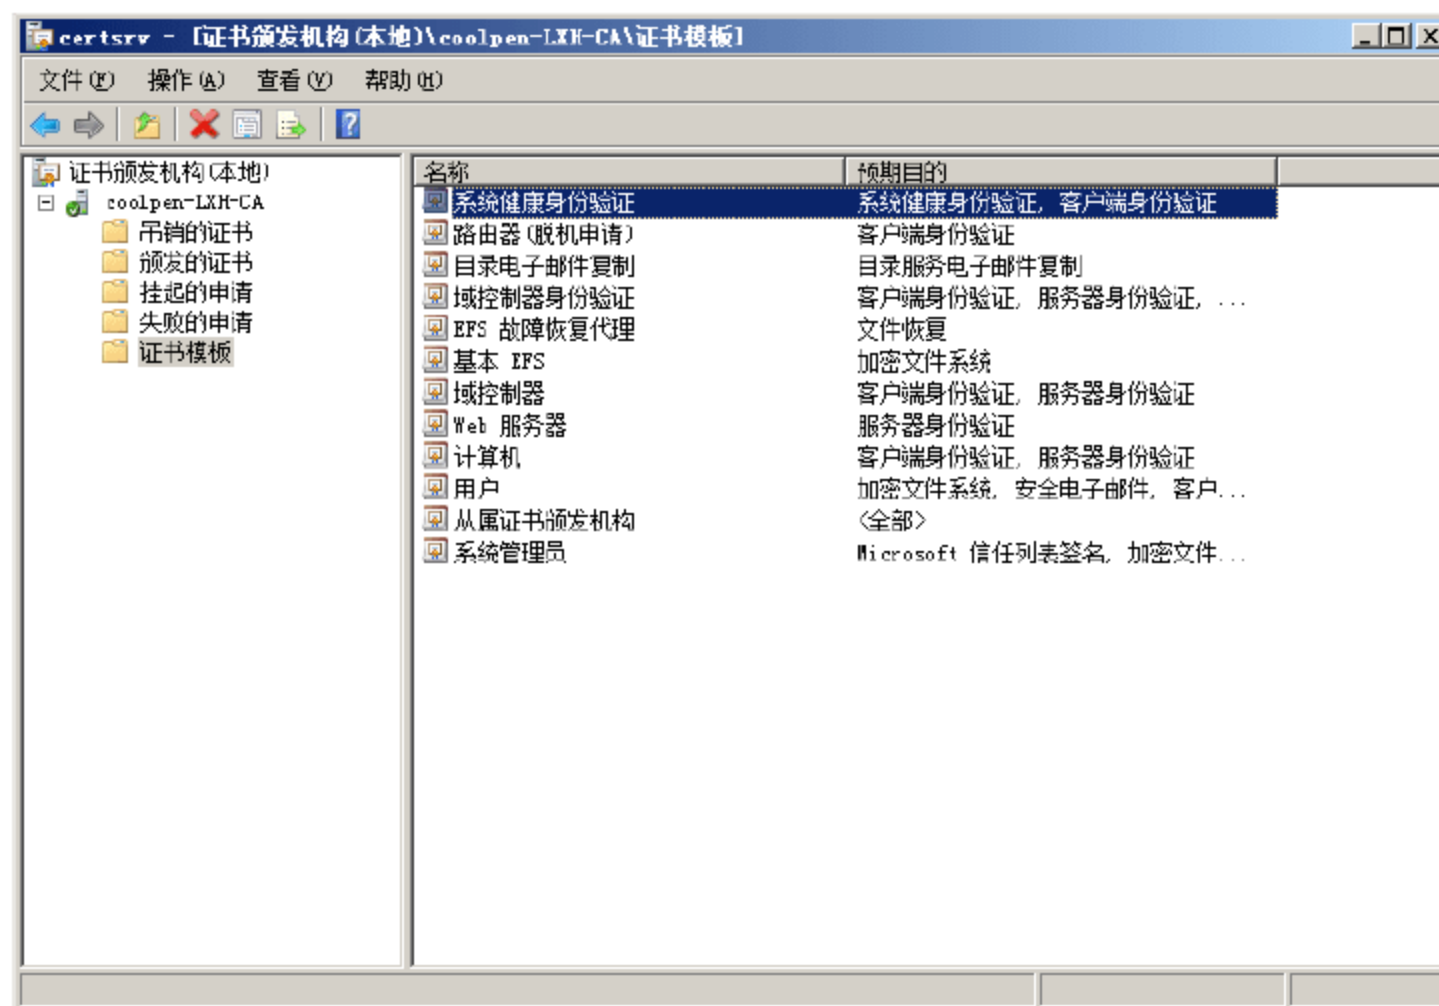 certsrv - [证书颁发机构(本地)\coolpen-LXH-CA\证书模板]
文件(F) 操作(A) 查看(V) 帮助(H)
证书颁发机构(本地)
coolpen-LXH-CA
吊销的证书
颁发的证书
挂起的申请
失败的申请
证书模板
名称 预期目的
系统健康身份验证 系统健康身份验证, 客户端身份验证
路由器(脱机申请) 客户端身份验证
目录电子邮件复制 目录服务电子邮件复制
域控制器身份验证 客户端身份验证, 服务器身份验证, ...
EFS 故障恢复代理 文件恢复
基本 EFS 加密文件系统
域控制器 客户端身份验证, 服务器身份验证
Web 服务器 服务器身份验证
计算机 客户端身份验证, 服务器身份验证
用户 加密文件系统, 安全电子邮件, 客户...
从属证书颁发机构 <全部>
系统管理员 Microsoft 信任列表签名, 加密文件...